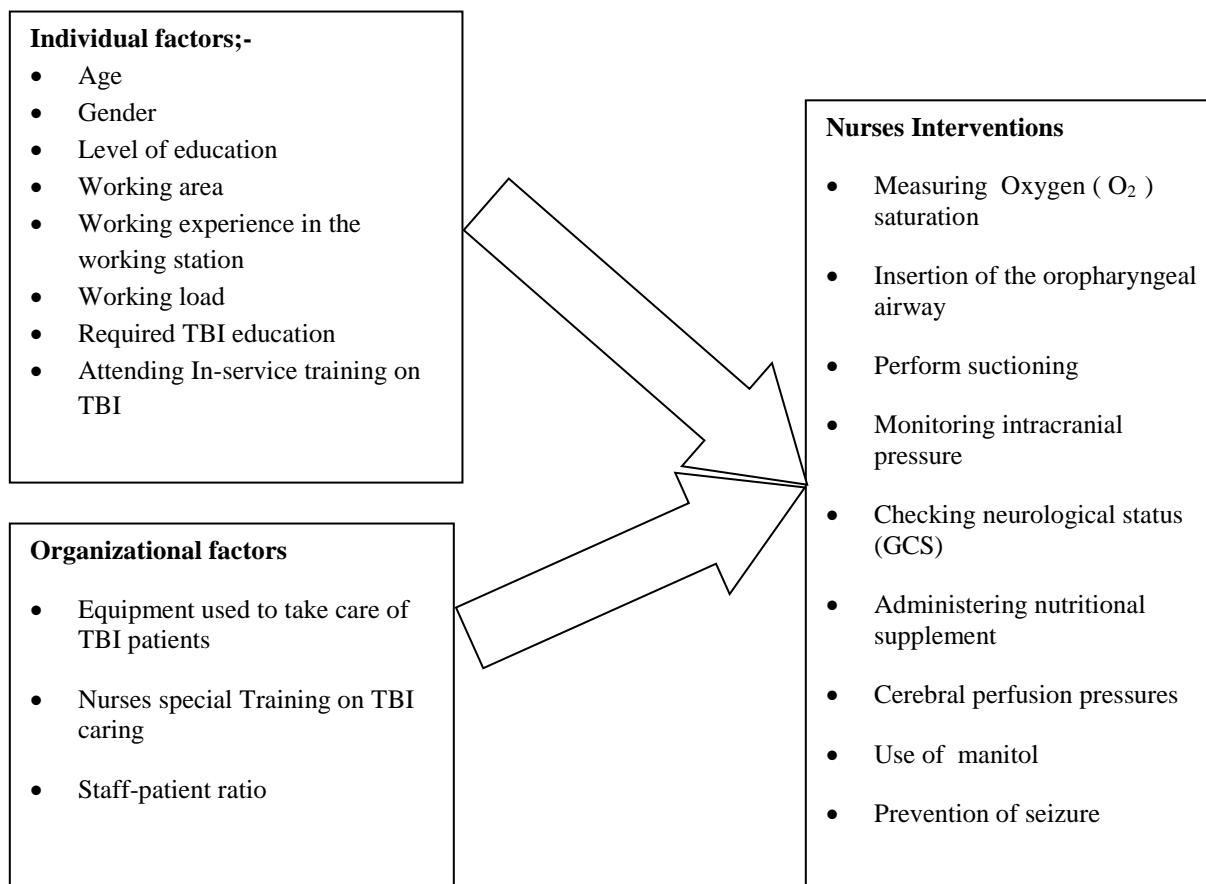 Individual factors;-
• Age
• Gender
• Level of education
• Working area
• Working experience in the
working station
• Working load
• Required TBI education
• Attending In-service training on
TBI
Organizational factors
• Equipment used to take care of
TBI patients
• Nurses special Training on TBI
caring
• Staff-patient ratio
Nurses Interventions
• Measuring Oxygen ( O₂ )
saturation
• Insertion of the oropharyngeal
airway
• Perform suctioning
• Monitoring intracranial
pressure
• Checking neurological status
(GCS)
• Administering nutritional
supplement
• Cerebral perfusion pressures
• Use of manitol
• Prevention of seizure